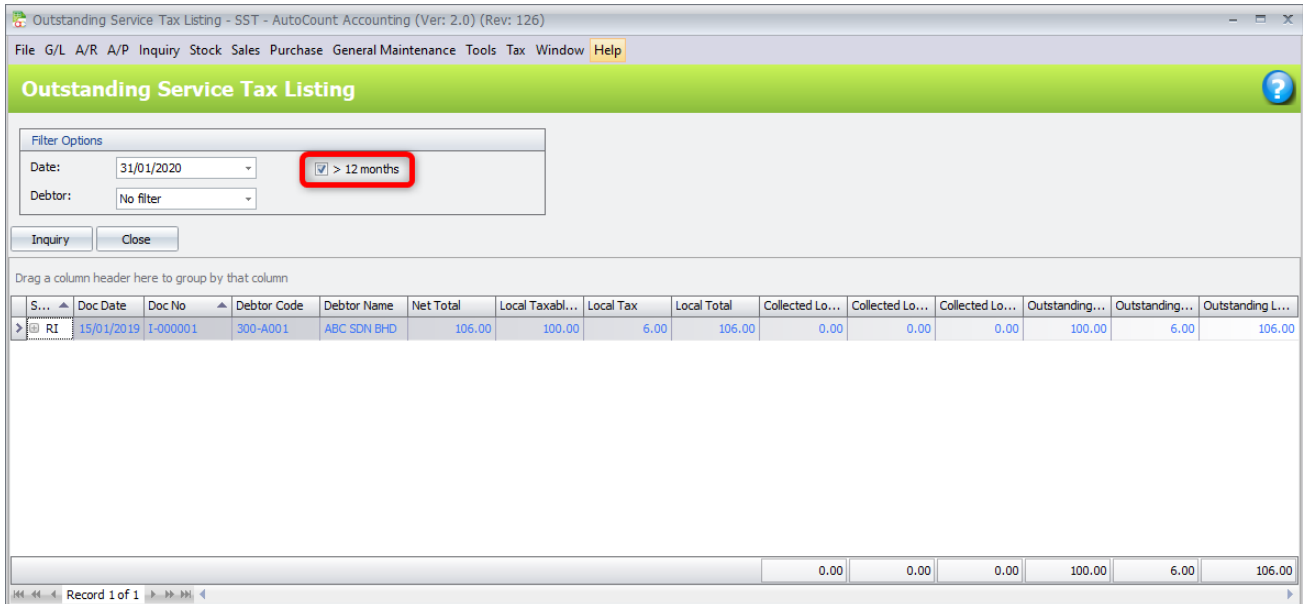 Outstanding Service Tax Listing - SST - AutoCount Accounting (Ver: 2.0) (Rev: 126)
File G/L A/R A/P Inquiry Stock Sales Purchase General Maintenance Tools Tax Window Help
Outstanding Service Tax Listing
Filter Options
Date: 31/01/2020 > 12 months
Debtor: No filter
Inquiry Close
Drag a column header here to group by that column
S... Doc Date Doc No Debtor Code Debtor Name Net Total Local Taxabl... Local Tax Local Total Collected Lo... Collected Lo... Collected Lo... Outstanding... Outstanding... Outstanding L...
RI 15/01/2019 I-000001 300-A001 ABC SDN BHD 106.00 100.00 6.00 106.00 0.00 0.00 0.00 100.00 6.00 106.00
0.00 0.00 0.00 100.00 6.00 106.00
Record 1 of 1